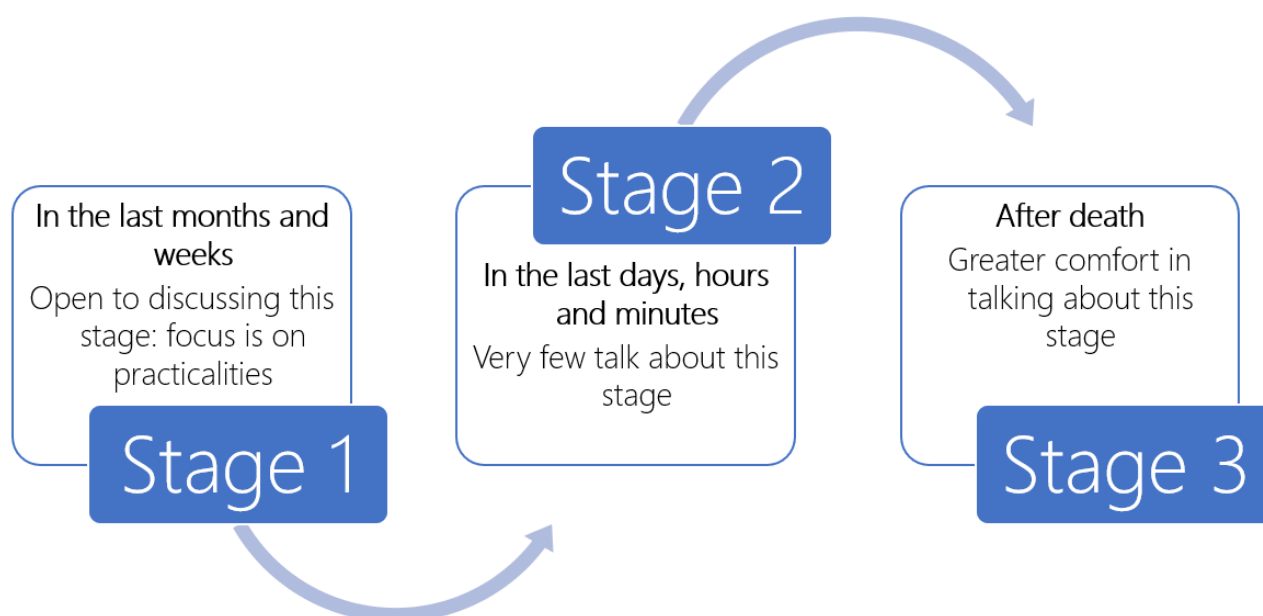 In the last months and
weeks
Open to discussing this
stage: focus is on
practicalities
Stage 1
Stage 2
In the last days, hours
and minutes
Very few talk about this
stage
After death
Greater comfort in
talking about this
stage
Stage 3